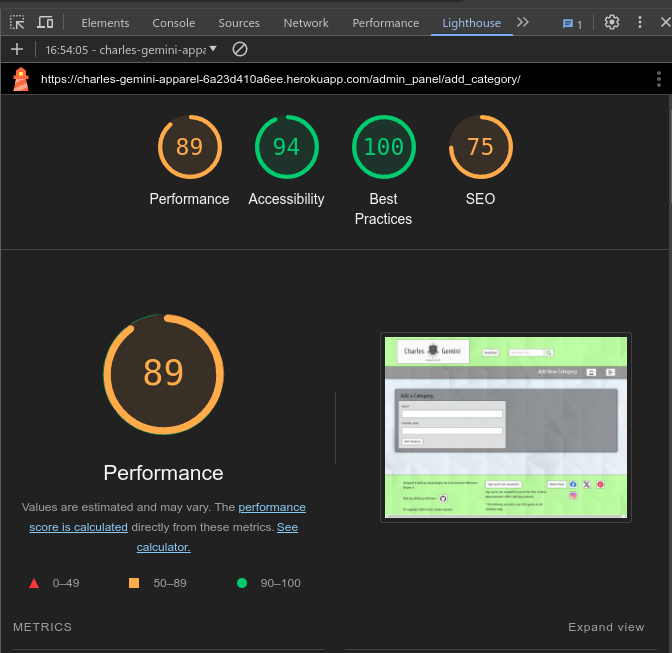 Elements Console Sources Network Performance Lighthouse 1
16:54:05 - charles-gemini-appa
https://charles-gemini-apparel-6a23d410a6ee.herokuapp.com/admin_panel/add_category/
89 94 100 75
Performance Accessibility Best Practices SEO
89
Performance
Values are estimated and may vary. The performance
score is calculated directly from these metrics. See
calculator.
0–49 50–89 90–100
Charles Gemini
Add New Category
Add a Category
METRICS Expand view